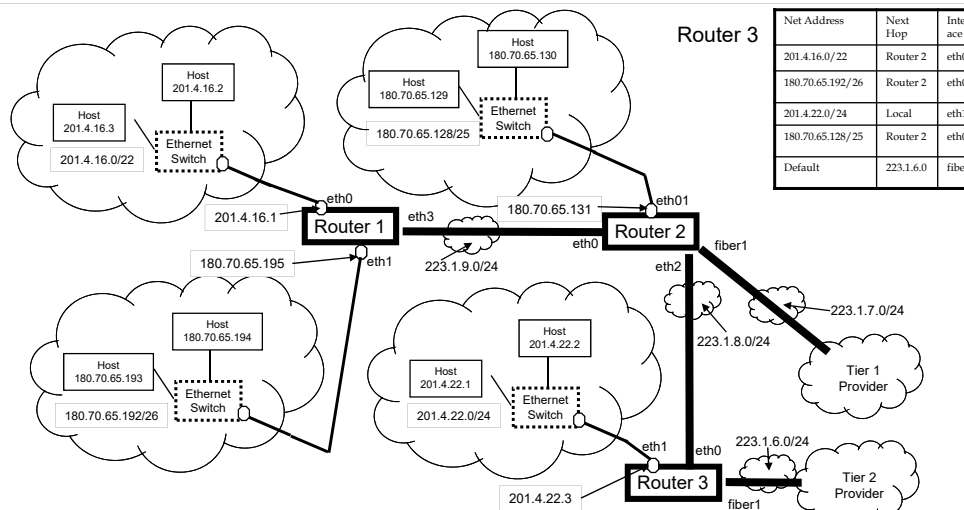 Router 3
Net Address Next Hop
201.4.16.0/22 Router 2
180.70.65.192/26 Router 2
201.4.22.0/24 Local
180.70.65.128/25 Router 2
Default 223.1.6.0
Host
201.4.16.2
Host
201.4.16.3
Ethernet
Switch
201.4.16.0/22
Host
180.70.65.130
Host
180.70.65.129
Ethernet
Switch
180.70.65.128/25
eth0
201.4.16.1
Router 1
eth3
eth1
180.70.65.195
223.1.9.0/24
180.70.65.131
eth01
eth0
Router 2
fiber1
eth2
223.1.7.0/24
223.1.8.0/24
Tier 1
Provider
Host
180.70.65.194
Host
180.70.65.193
Ethernet
Switch
180.70.65.192/26
Host
201.4.22.2
Host
201.4.22.1
Ethernet
Switch
201.4.22.0/24
eth1
eth0
223.1.6.0/24
Router 3
201.4.22.3
fiber1
Tier 2
Provider